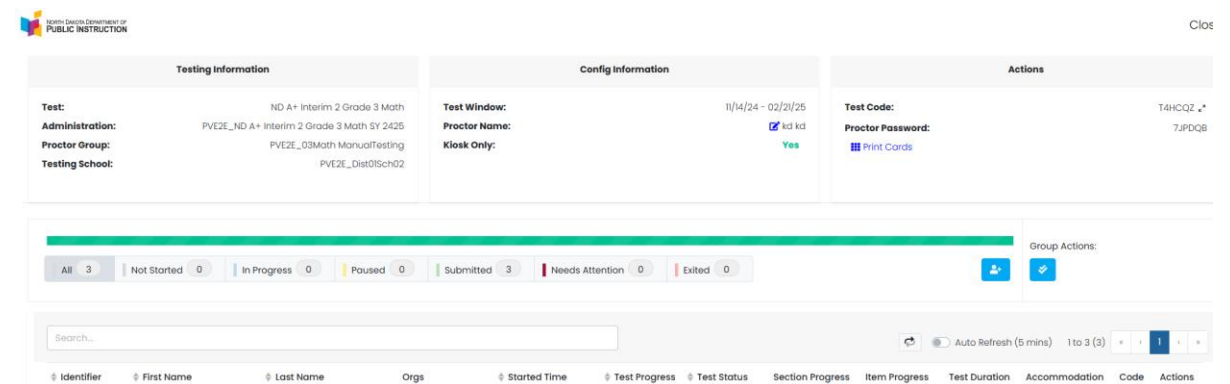 NORTH DAKOTA DEPARTMENT OF
PUBLIC INSTRUCTION
Clos
Testing Information
Config Information
Actions
Test: ND A+ Interim 2 Grade 3 Math
Administration: PVE2E_ND A+ Interim 2 Grade 3 Math SY 2425
Proctor Group: PVE2E_03Math ManualTesting
Testing School: PVE2E_Dist01Sch02
Test Window: 11/14/24 - 02/21/25
Proctor Name: kd kd
Kiosk Only: Yes
Test Code: T4HCQZ
Proctor Password: 7JPDQB
Print Cards
Group Actions:
All 3 Not Started 0 In Progress 0 Paused 0 Submitted 3 Needs Attention 0 Exited 0
Search... Auto Refresh (5 mins) 1 to 3 (3) « ‹ 1 › »
Identifier First Name Last Name Orgs Started Time Test Progress Test Status Section Progress Item Progress Test Duration Accommodation Code Actions